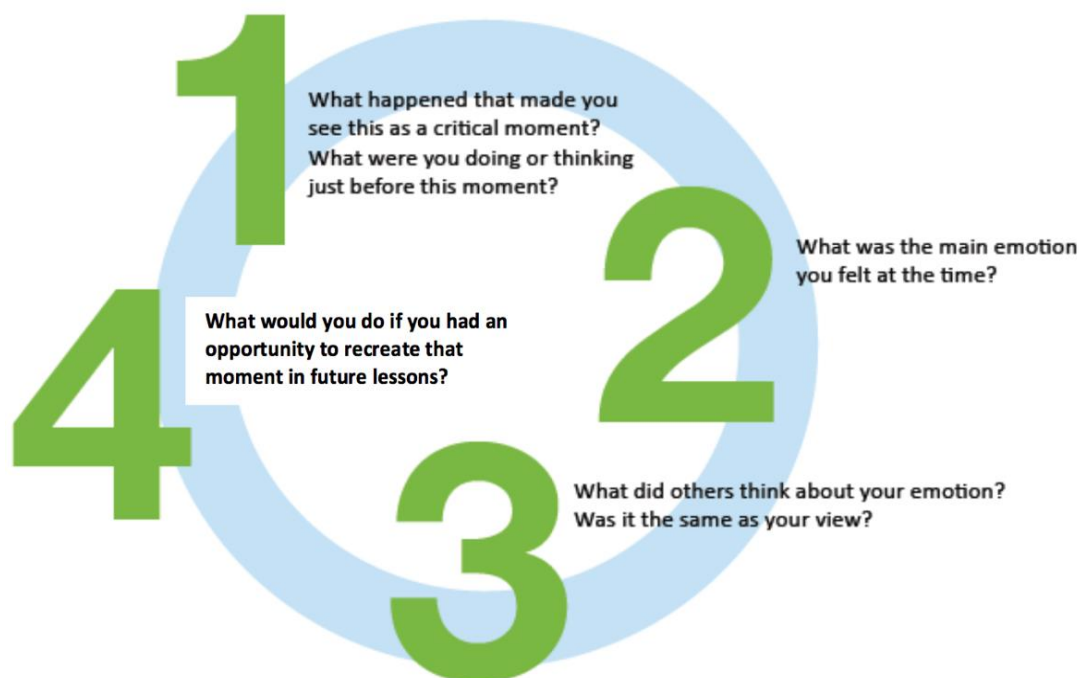 1
What happened that made you
see this as a critical moment?
What were you doing or thinking
just before this moment?
2
What was the main emotion
you felt at the time?
3
What did others think about your emotion?
Was it the same as your view?
4
What would you do if you had an
opportunity to recreate that
moment in future lessons?